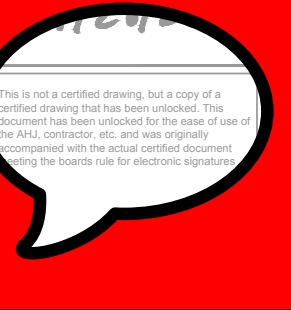 This is not a certified drawing, but a copy of a
certified drawing that has been unlocked. This
document has been unlocked for the ease of use of
the AHJ, contractor, etc. and was originally
accompanied with the actual certified document
meeting the boards rule for electronic signatures